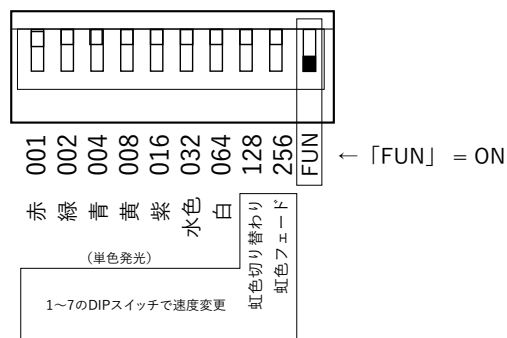 001 002 004 008 016 032 064 128 256 FUN
←「FUN」 = ON
赤 緑 青 黄 紫 水色 白 虹色切り替わり 虹色フェード
(単色発光)
1〜7のDIPスイッチで速度変更